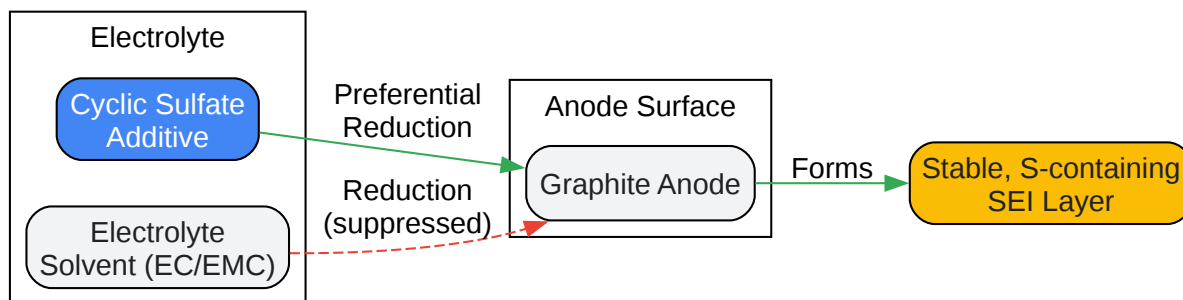 Electrolyte
Cyclic Sulfate
Additive
Electrolyte
Solvent (EC/EMC)
Preferential
Reduction
Reduction
(suppressed)
Anode Surface
Graphite Anode
Forms
Stable, S-containing
SEI Layer